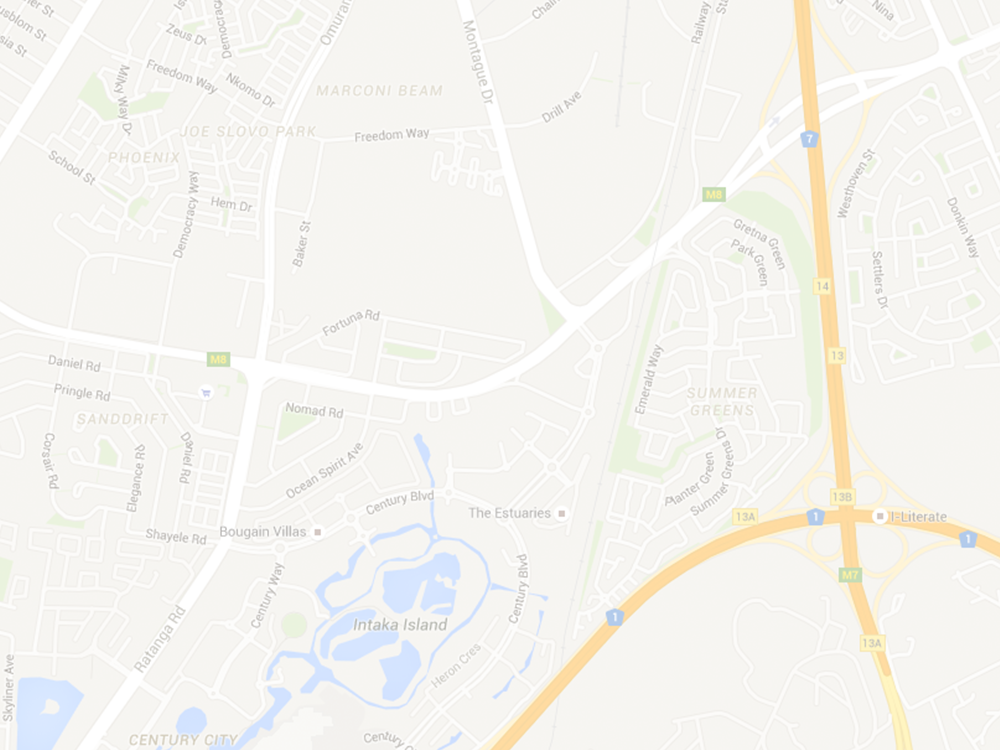 Nina
Chain
Omuran
Democrac
Zeus Dr
Railway
Sta
Montague Dr
Freedom Way
Nkomo Dr
MARCONI BEAM
Drill Ave
Milky Way Dr
JOE SLOVO PARK
Freedom Way
7
PHOENIX
School St
Westhoven St
M8
Democracy Way
Hem Dr
Donkin Way
Baker St
Gretna Green
Park Green
Settlers Dr
14
Fortuna Rd
M8
13
Daniel Rd
Emerald Way
Pringle Rd
SUMMER
GREENS
SANDDRIFT
Nomad Rd
Corsair Rd
Elegance Rd
Daniel Rd
Ocean Spirit Ave
Planter Green
Summer Greens Dr
Century Blvd
13B
The Estuaries
13A
1
I-Literate
Shayele Rd
Bougain Villas
1
M7
Century Way
Century Blvd
1
Intaka Island
Ratanga Rd
13A
Heron Cres
Skyliner Ave
CENTURY CITY
Century C